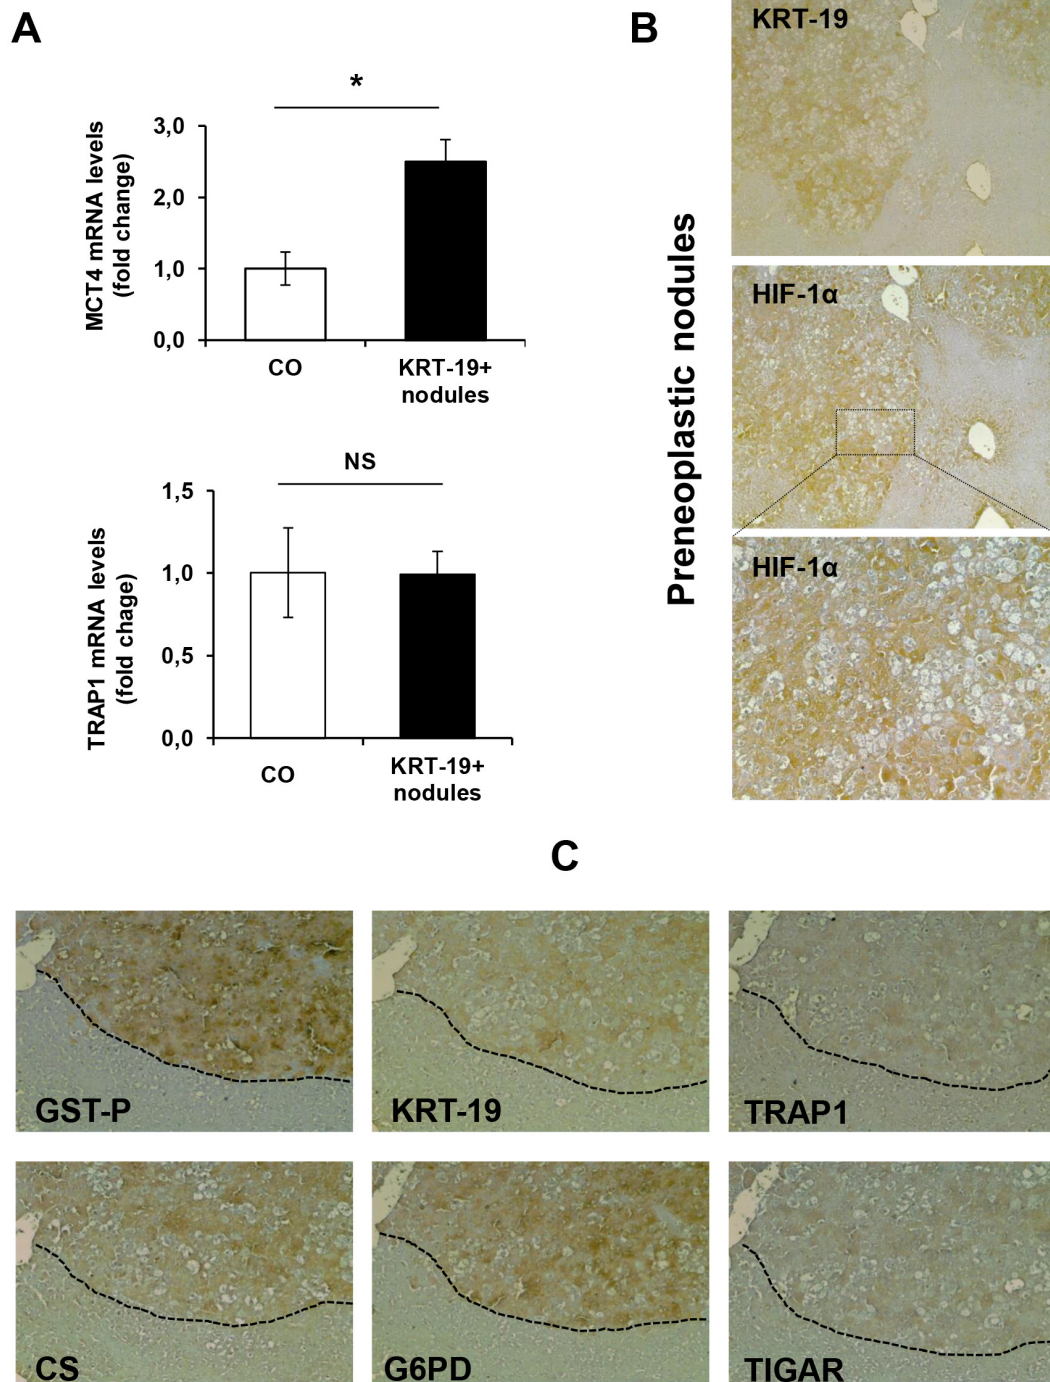 A
*
MCT4 mRNA levels
(fold change)
3,0
2,0
1,0
0,0
CO
KRT-19+
nodules
NS
TRAP1 mRNA levels
(fold chage)
1,5
1,0
0,5
0,0
CO
KRT-19+
nodules
B
Preneoplastic nodules
KRT-19
HIF-1α
HIF-1α
C
GST-P
KRT-19
TRAP1
CS
G6PD
TIGAR